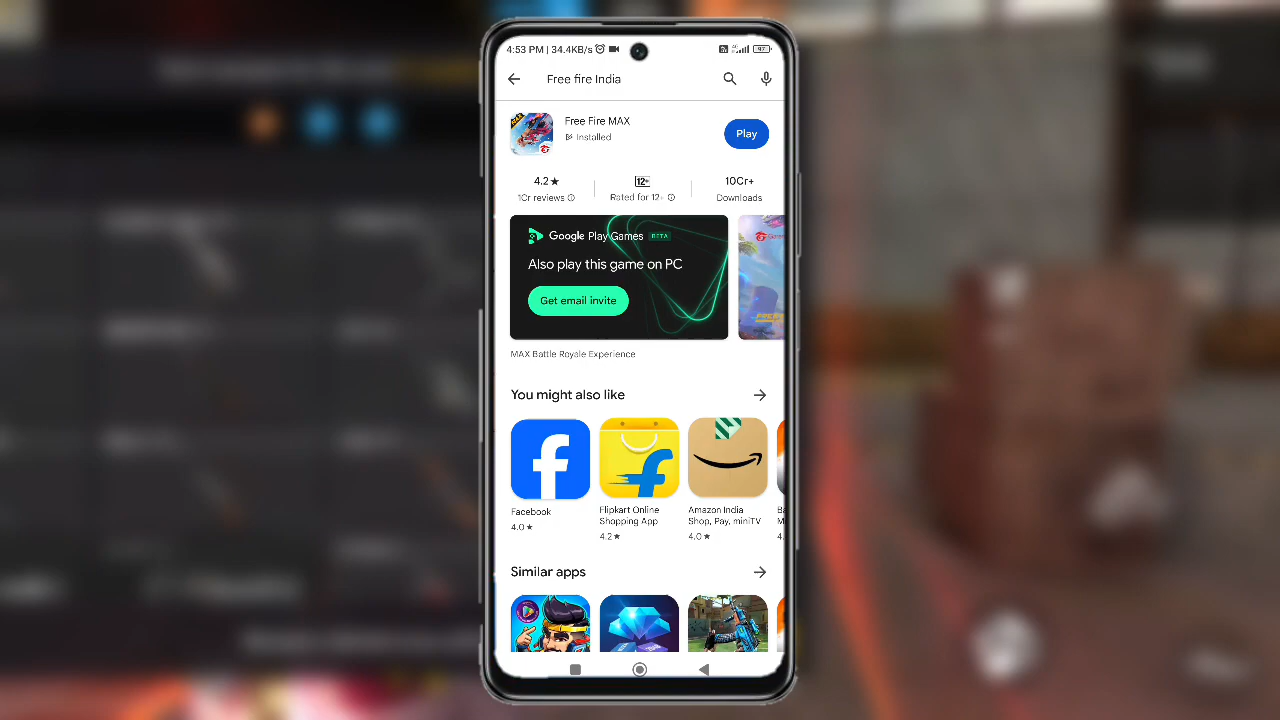 4:53 PM | 34.4KB/s
97
Free fire India
Free Fire MAX
Installed
Play
4.2★
12+
10Cr+
1Cr reviews
Rated for 12+
Downloads
Google Play Games BETA
Also play this game on PC
Get email invite
MAX Battle Royale Experience
You might also like
Facebook
4.0★
Flipkart Online
Shopping App
4.2★
Amazon India
Shop, Pay, miniTV
4.0★
Similar apps